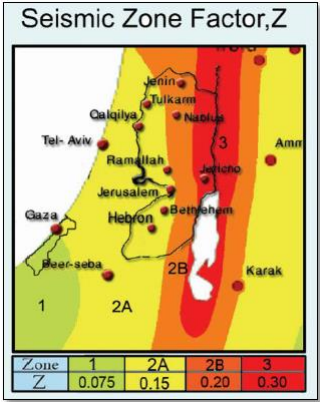 Seismic Zone Factor,Z
Jenin
Tulkarm
Qalqilya
Nablus
Tel- Aviv
3
Amm
Ramallah
Jericho
Jerusalem
Bethlehem
Gaza
Hebron
Beer-seba
2B
Karak
1
2A
Zone 1 2A 2B 3
Z 0.075 0.15 0.20 0.30